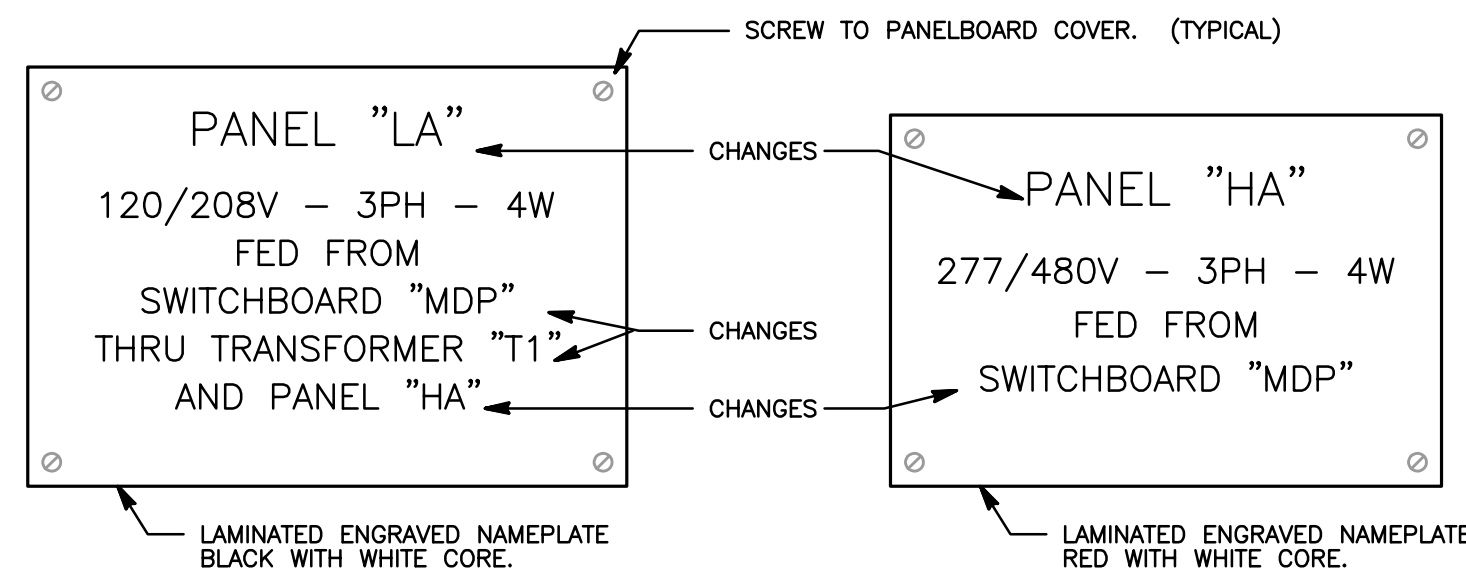 SCREW TO PANELBOARD COVER. (TYPICAL)
PANEL "LA"
120/208V - 3PH - 4W
FED FROM
SWITCHBOARD "MDP"
THRU TRANSFORMER "T1"
AND PANEL "HA"
CHANGES
CHANGES
CHANGES
PANEL "HA"
277/480V - 3PH - 4W
FED FROM
SWITCHBOARD "MDP"
LAMINATED ENGRAVED NAMEPLATE
BLACK WITH WHITE CORE.
LAMINATED ENGRAVED NAMEPLATE
RED WITH WHITE CORE.